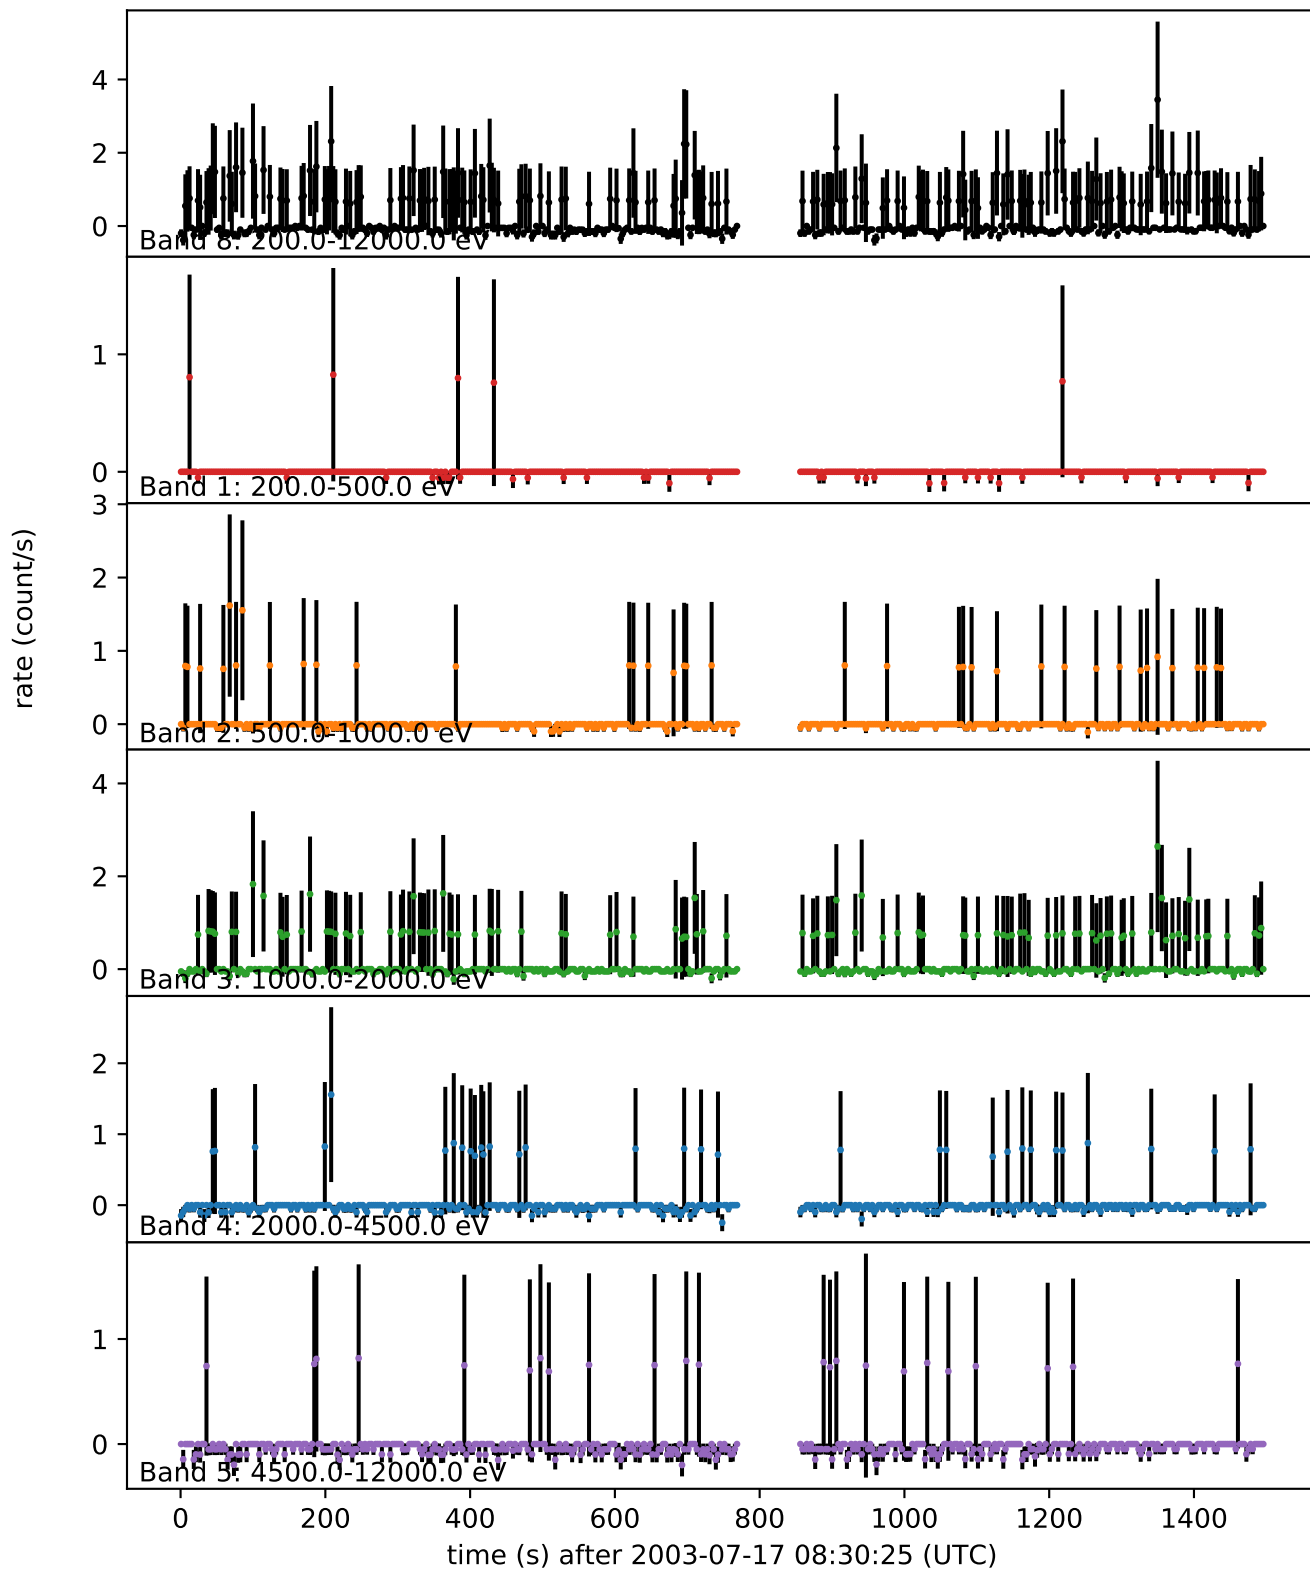 4
2
0
Band 8: 200.0-12000.0 eV
1
0
Band 1: 200.0-500.0 eV
3
2
1
0
Band 2: 500.0-1000.0 eV
rate (count/s)
4
2
0
Band 3: 1000.0-2000.0 eV
2
1
0
Band 4: 2000.0-4500.0 eV
1
0
Band 5: 4500.0-12000.0 eV
0 200 400 600 800 1000 1200 1400
time (s) after 2003-07-17 08:30:25 (UTC)